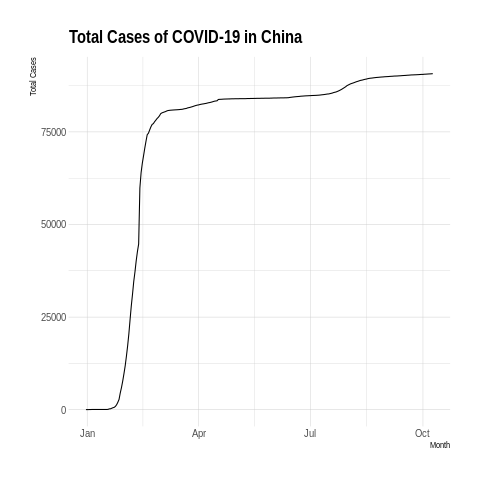 Total Cases of COVID-19 in China
Total Cases
75000
50000
25000
0
Jan Apr Jul Oct
Month